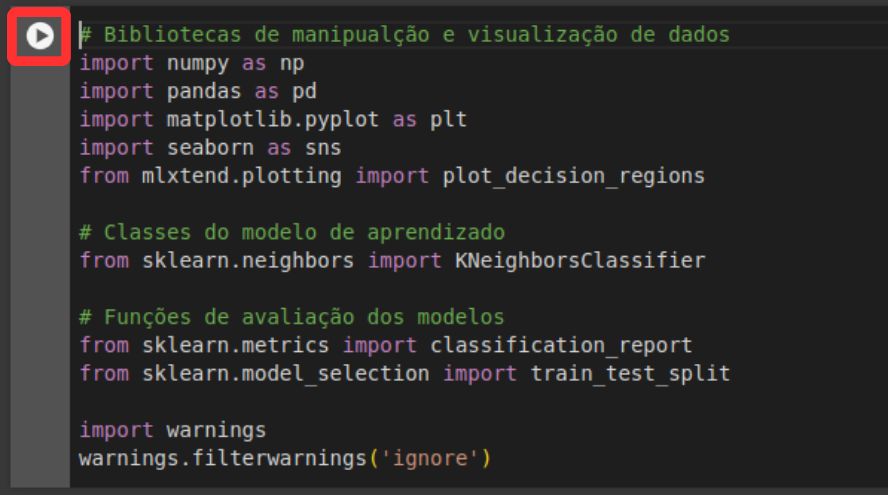 # Bibliotecas de manipualção e visualização de dados
import numpy as np
import pandas as pd
import matplotlib.pyplot as plt
import seaborn as sns
from mlxtend.plotting import plot_decision_regions
# Classes do modelo de aprendizado
from sklearn.neighbors import KNeighborsClassifier
# Funções de avaliação dos modelos
from sklearn.metrics import classification_report
from sklearn.model_selection import train_test_split
import warnings
warnings.filterwarnings('ignore')